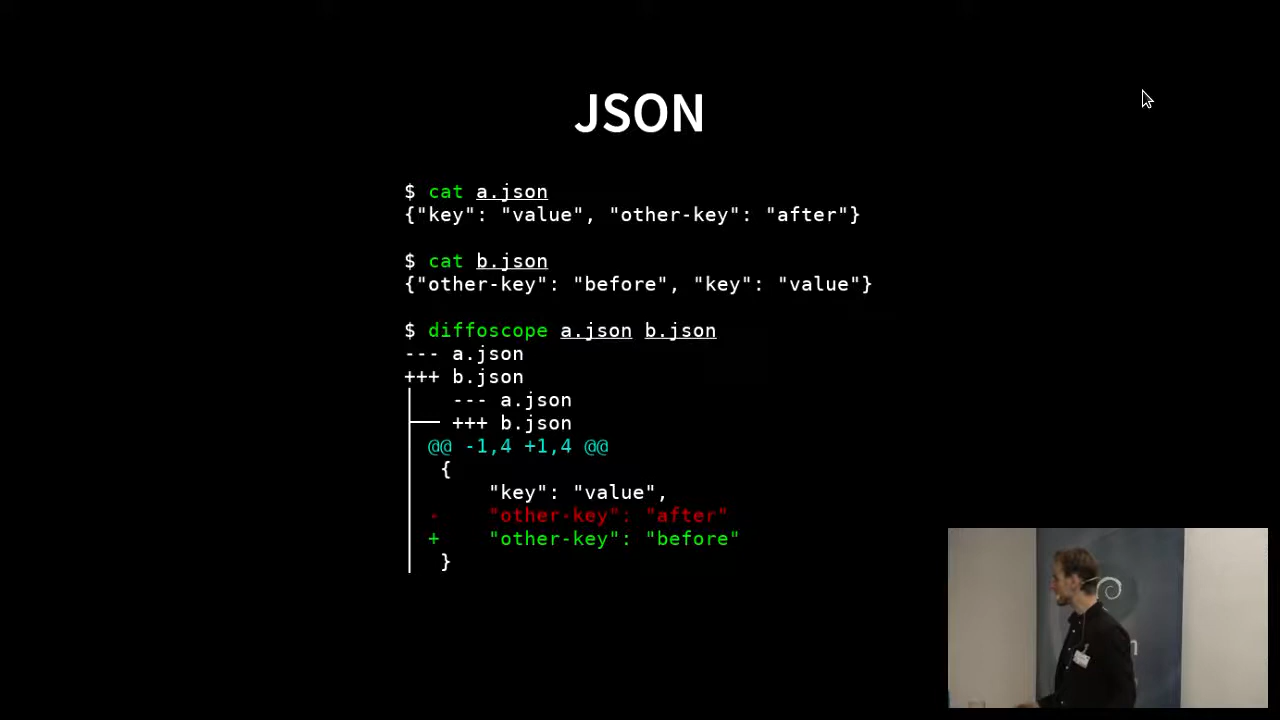 JSON
$ cat a.json
{"key": "value", "other-key": "after"}
$ cat b.json
{"other-key": "before", "key": "value"}
$ diffoscope a.json b.json
--- a.json
+++ b.json
│   --- a.json
├── +++ b.json
│ @@ -1,4 +1,4 @@
│  {
│      "key": "value",
│ -    "other-key": "after"
│ +    "other-key": "before"
│  }